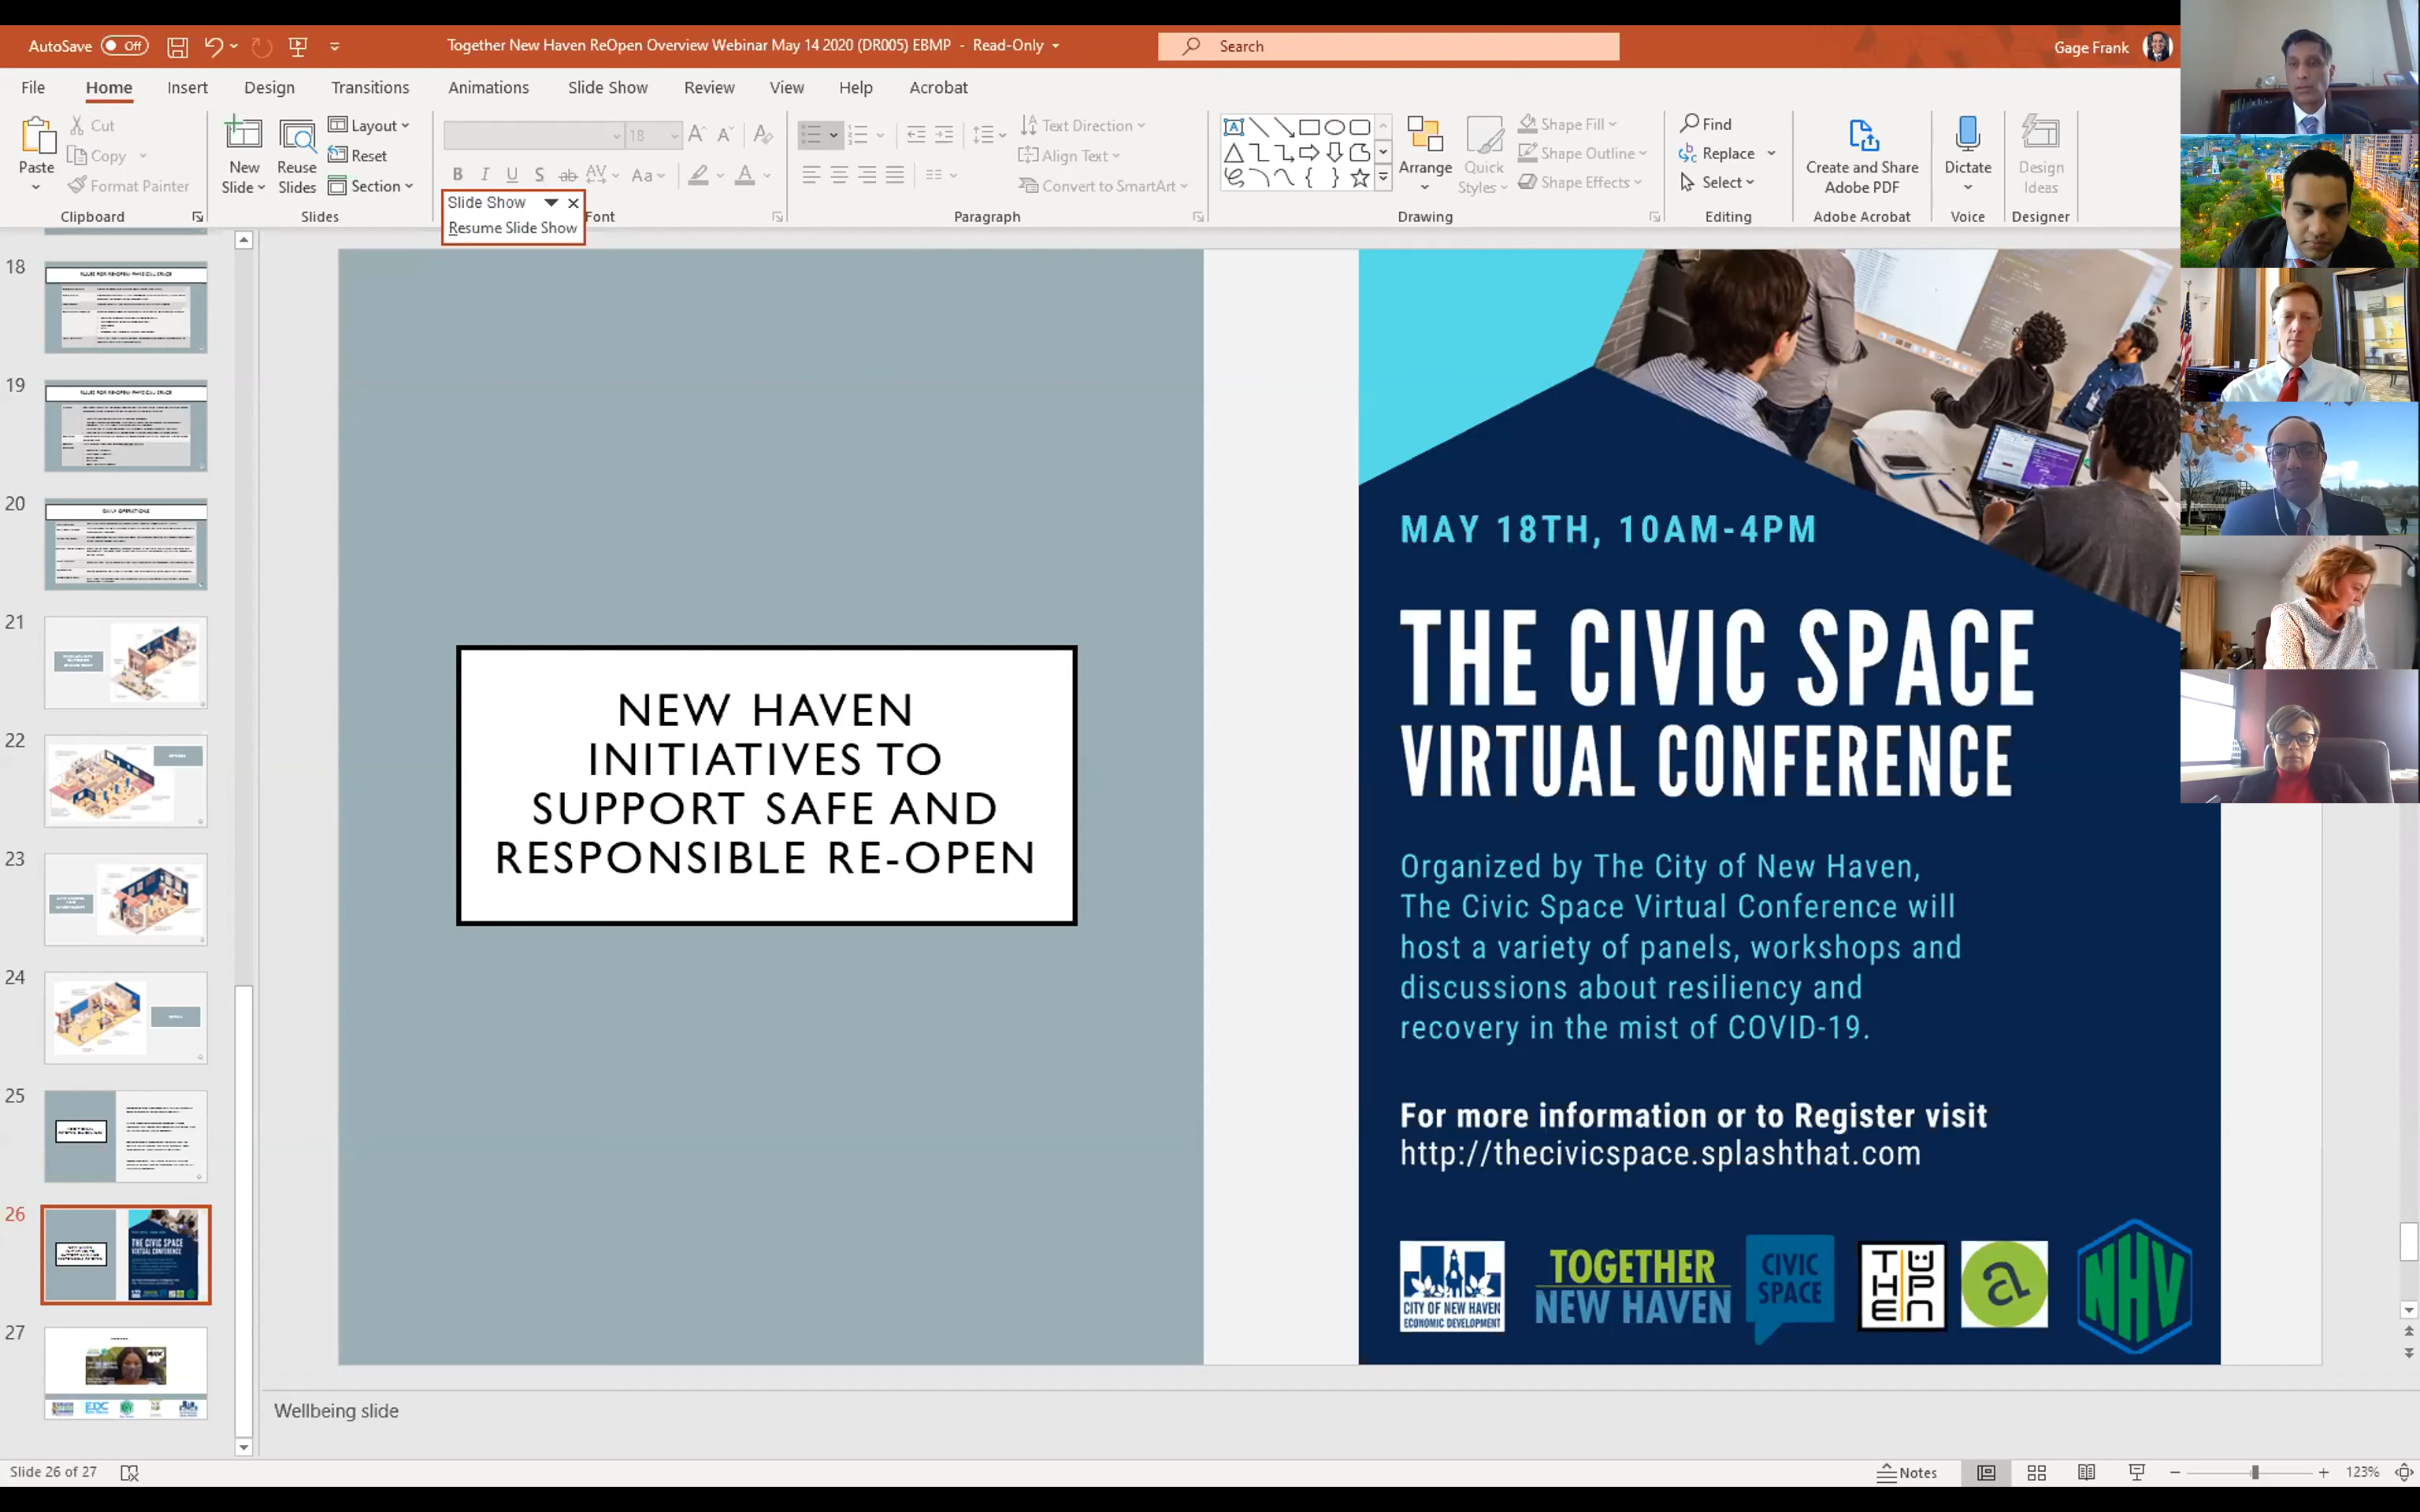 AutoSave Off
Together New Haven ReOpen Overview Webinar May 14 2020 (DR005) EBMP - Read-Only
Search
Gage Frank
File Home Insert Design Transitions Animations Slide Show Review View Help Acrobat
Paste
Cut
Copy
Format Painter
Clipboard
New Slide
Reuse Slides
Layout
Reset
Section
Slides
18
Slide Show
Resume Slide Show
Font
Text Direction
Align Text
Convert to SmartArt
Paragraph
Arrange
Quick Styles
Shape Fill
Shape Outline
Shape Effects
Drawing
Find
Replace
Select
Editing
Create and Share
Adobe PDF
Adobe Acrobat
Dictate
Voice
Design
Ideas
Designer
18
19
20
DAILY OPERATIONS
21
22
23
24
25
26
27
NEW HAVEN
INITIATIVES TO
SUPPORT SAFE AND
RESPONSIBLE RE-OPEN
MAY 18TH, 10AM-4PM
THE CIVIC SPACE
VIRTUAL CONFERENCE
Organized by The City of New Haven,
The Civic Space Virtual Conference will
host a variety of panels, workshops and
discussions about resiliency and
recovery in the mist of COVID-19.
For more information or to Register visit
http://thecivicspace.splashthat.com
CITY OF NEW HAVEN
ECONOMIC DEVELOPMENT
TOGETHER
NEW HAVEN
CIVIC
SPACE
a
NHV
Wellbeing slide
Slide 26 of 27
Notes
123%